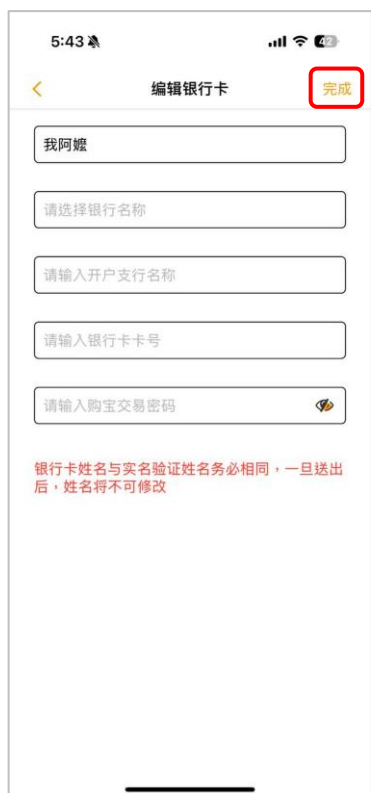 5:43
42
编辑银行卡
完成
我阿嬷
请选择银行名称
请输入开户支行名称
请输入银行卡卡号
请输入购宝交易密码
银行卡姓名与实名验证姓名务必相同，一旦送出
后，姓名将不可修改